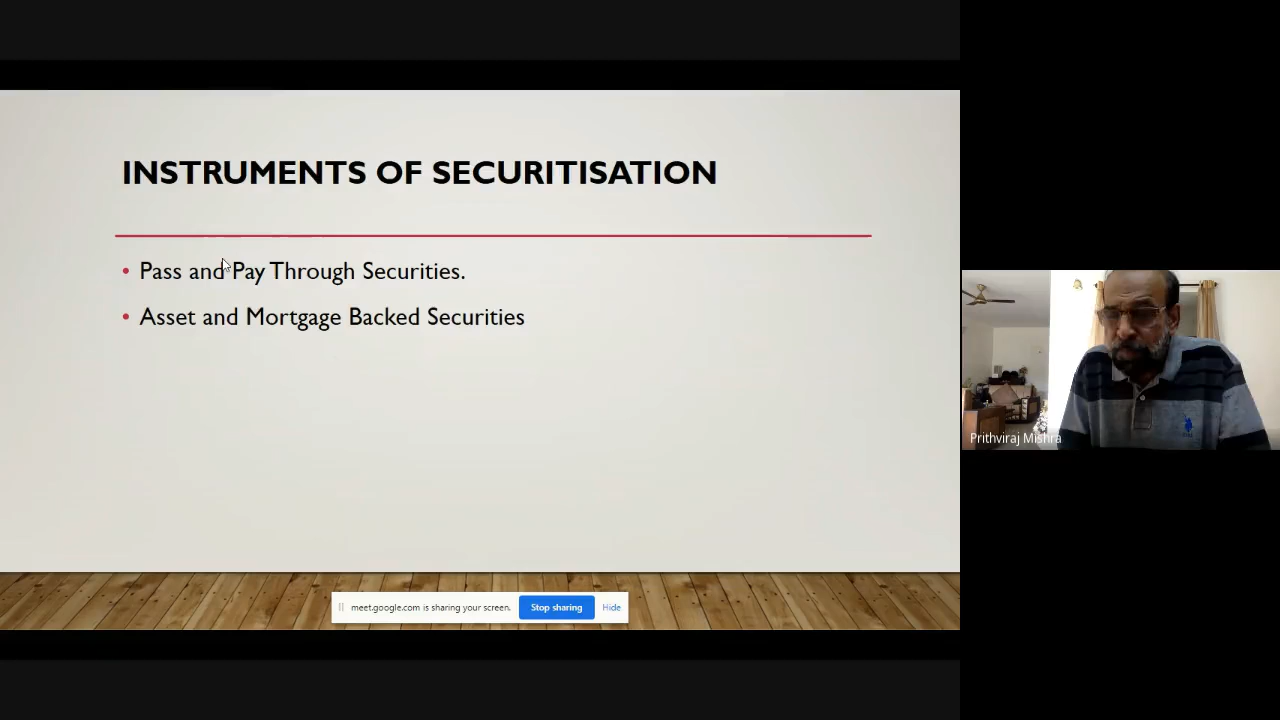 INSTRUMENTS OF SECURITISATION
• Pass and Pay Through Securities.
• Asset and Mortgage Backed Securities
Prithviraj Mishra
meet.google.com is sharing your screen.
Stop sharing
Hide